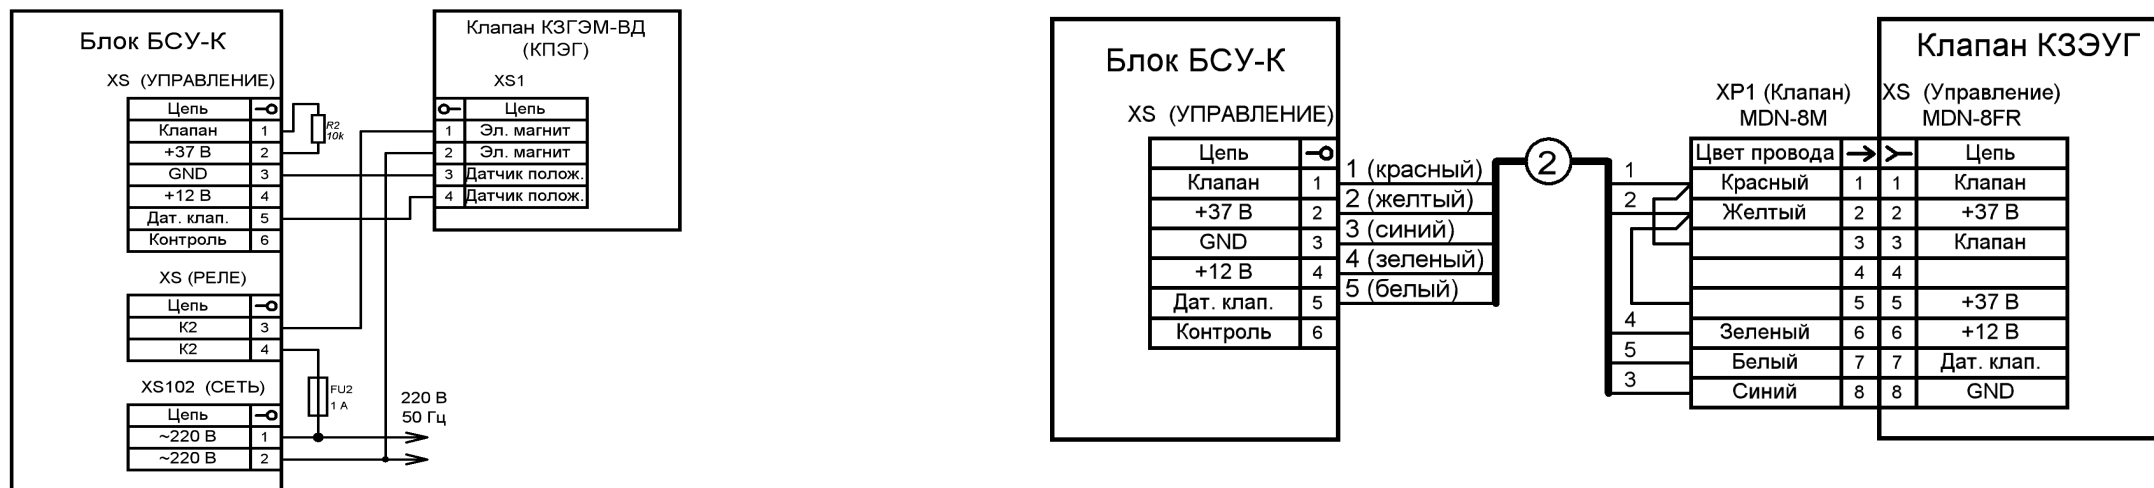 Блок БСУ-К
XS (УПРАВЛЕНИЕ)
Цепь
Клапан 1
+37 В 2
GND 3
+12 В 4
Дат. клап. 5
Контроль 6
R2
10k
XS (РЕЛЕ)
Цепь
К2 3
К2 4
XS102 (СЕТЬ)
Цепь
~220 В 1
~220 В 2
FU2
1 А
220 В
50 Гц
Клапан КЗГЭМ-ВД
(КПЭГ)
XS1
Цепь
1 Эл. магнит
2 Эл. магнит
3 Датчик полож.
4 Датчик полож.
Блок БСУ-К
XS (УПРАВЛЕНИЕ)
Цепь
Клапан 1
+37 В 2
GND 3
+12 В 4
Дат. клап. 5
Контроль 6
1 (красный)
2 (желтый)
3 (синий)
4 (зеленый)
5 (белый)
2
1
2
4
5
3
Клапан КЗЭУГ
XP1 (Клапан)
MDN-8M
XS (Управление)
MDN-8FR
Цвет провода Цепь
Красный 1 1 Клапан
Желтый 2 2 +37 В
3 3 Клапан
4 4
5 5 +37 В
Зеленый 6 6 +12 В
Белый 7 7 Дат. клап.
Синий 8 8 GND